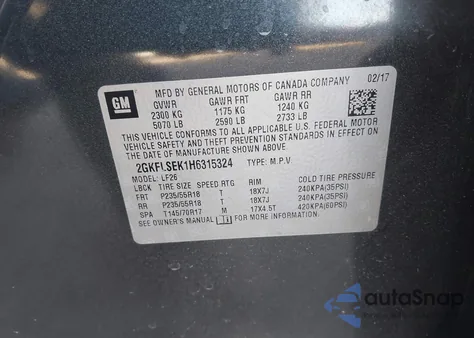 GM
MFD BY GENERAL MOTORS OF CANADA COMPANY 02/17
GVWR GAWR FRT GAWR RR
2300 KG 1175 KG 1240 KG
5070 LB 2590 LB 2733 LB
THIS VEHICLE CONFORMS TO ALL APPLICABLE U.S. FEDERAL MOTOR
VEHICLE SAFETY AND THEFT PREVENTION STANDARDS
IN EFFECT ON THE DATE OF MANUFACTURE SHOWN ABOVE.
2GKFLSEK1H6315324 TYPE: M.P.V.
MODEL: LF26
LBCK TIRE SIZE SPEED RTG RIM COLD TIRE PRESSURE
FRT P235/55R18 T 18X7J 240KPA(35PSI)
RR P235/55R18 T 18X7J 240KPA(35PSI)
SPA T145/70R17 M 17X4.5T 420KPA(60PSI)
SEE OWNER'S MANUAL FOR ADDITIONAL INFORMATION.
autoSnap